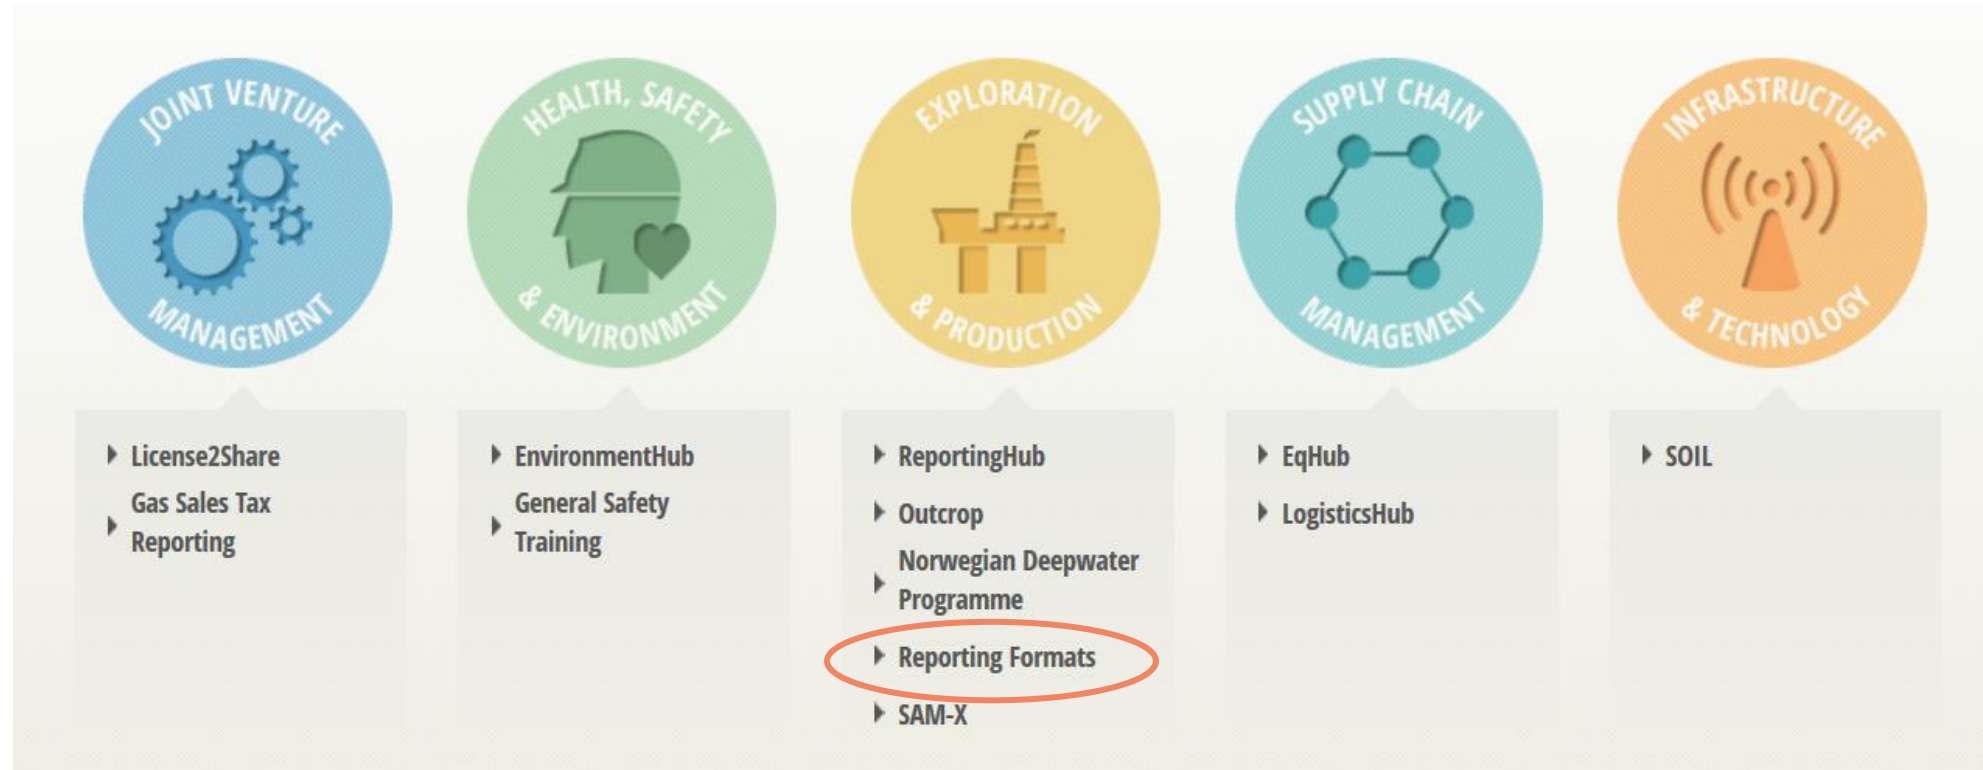 JOINT VENTURE
MANAGEMENT
License2Share
Gas Sales Tax
Reporting
HEALTH, SAFETY
& ENVIRONMENT
EnvironmentHub
General Safety
Training
EXPLORATION
& PRODUCTION
ReportingHub
Outcrop
Norwegian Deepwater
Programme
Reporting Formats
SAM-X
SUPPLY CHAIN
MANAGEMENT
EqHub
LogisticsHub
INFRASTRUCTURE
& TECHNOLOGY
SOIL